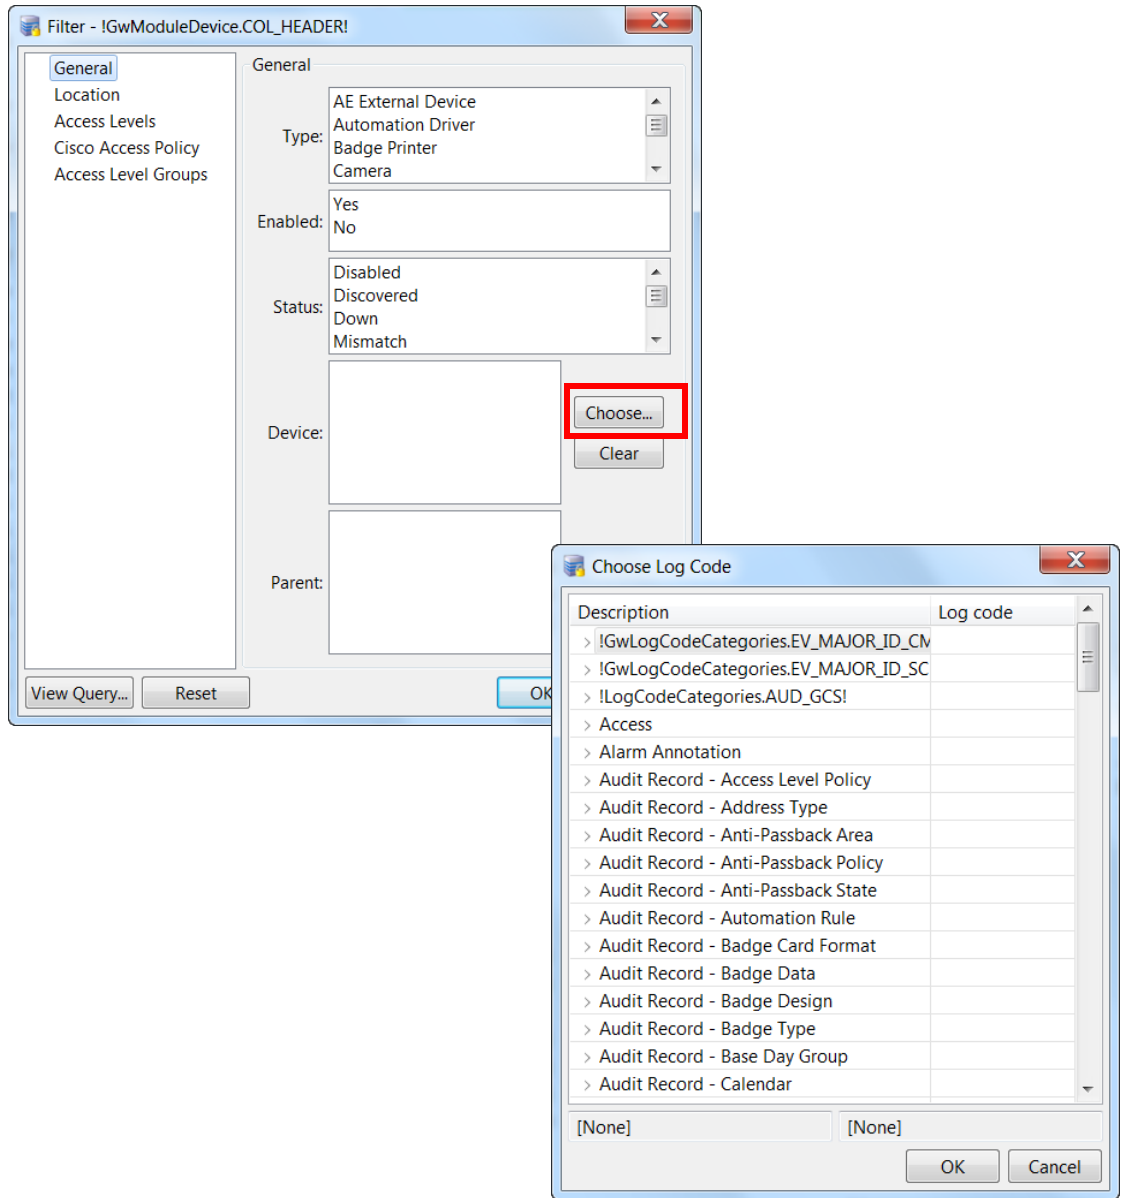 Filter - !GwModuleDevice.COL_HEADER!
General
Location
Access Levels
Cisco Access Policy
Access Level Groups
General
Type:
AE External Device
Automation Driver
Badge Printer
Camera
Enabled:
Yes
No
Status:
Disabled
Discovered
Down
Mismatch
Device:
Choose...
Clear
Parent:
View Query...
Reset
OK
Choose Log Code
Description
Log code
!GwLogCodeCategories.EV_MAJOR_ID_CM
!GwLogCodeCategories.EV_MAJOR_ID_SC
!LogCodeCategories.AUD_GCS!
Access
Alarm Annotation
Audit Record - Access Level Policy
Audit Record - Address Type
Audit Record - Anti-Passback Area
Audit Record - Anti-Passback Policy
Audit Record - Anti-Passback State
Audit Record - Automation Rule
Audit Record - Badge Card Format
Audit Record - Badge Data
Audit Record - Badge Design
Audit Record - Badge Type
Audit Record - Base Day Group
Audit Record - Calendar
[None]
[None]
OK
Cancel